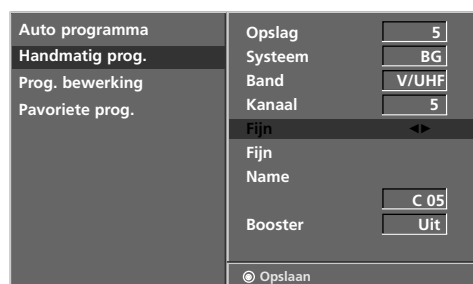 Auto programma
Handmatig prog.
Prog. bewerking
Pavoriete prog.
Opslag 5
Systeem BG
Band V/UHF
Kanaal 5
Fijn ◀▶
Fijn
Name
C 05
Booster Uit
◉ Opslaan